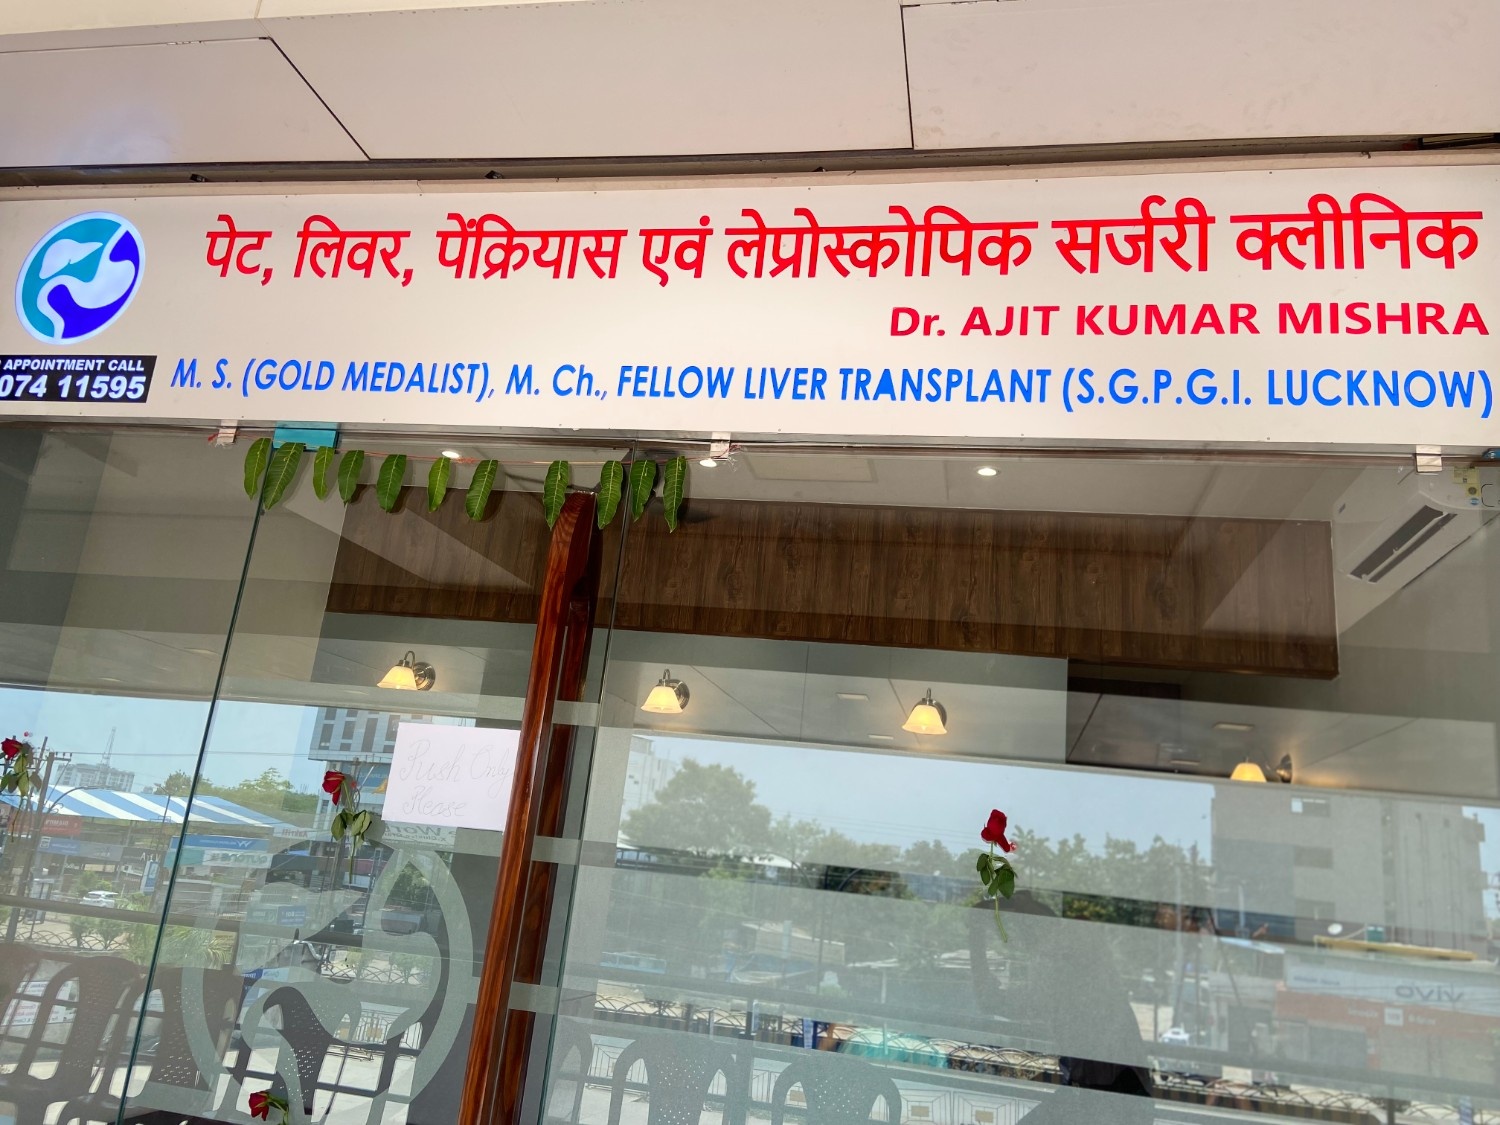 पेट, लिवर, पेंक्रियास एवं लेप्रोस्कोपिक सर्जरी क्लीनिक
Dr. AJIT KUMAR MISHRA
APPOINTMENT CALL
074 11595
M. S. (GOLD MEDALIST), M. Ch., FELLOW LIVER TRANSPLANT (S.G.P.G.I. LUCKNOW)
Push Only
Please
vivo